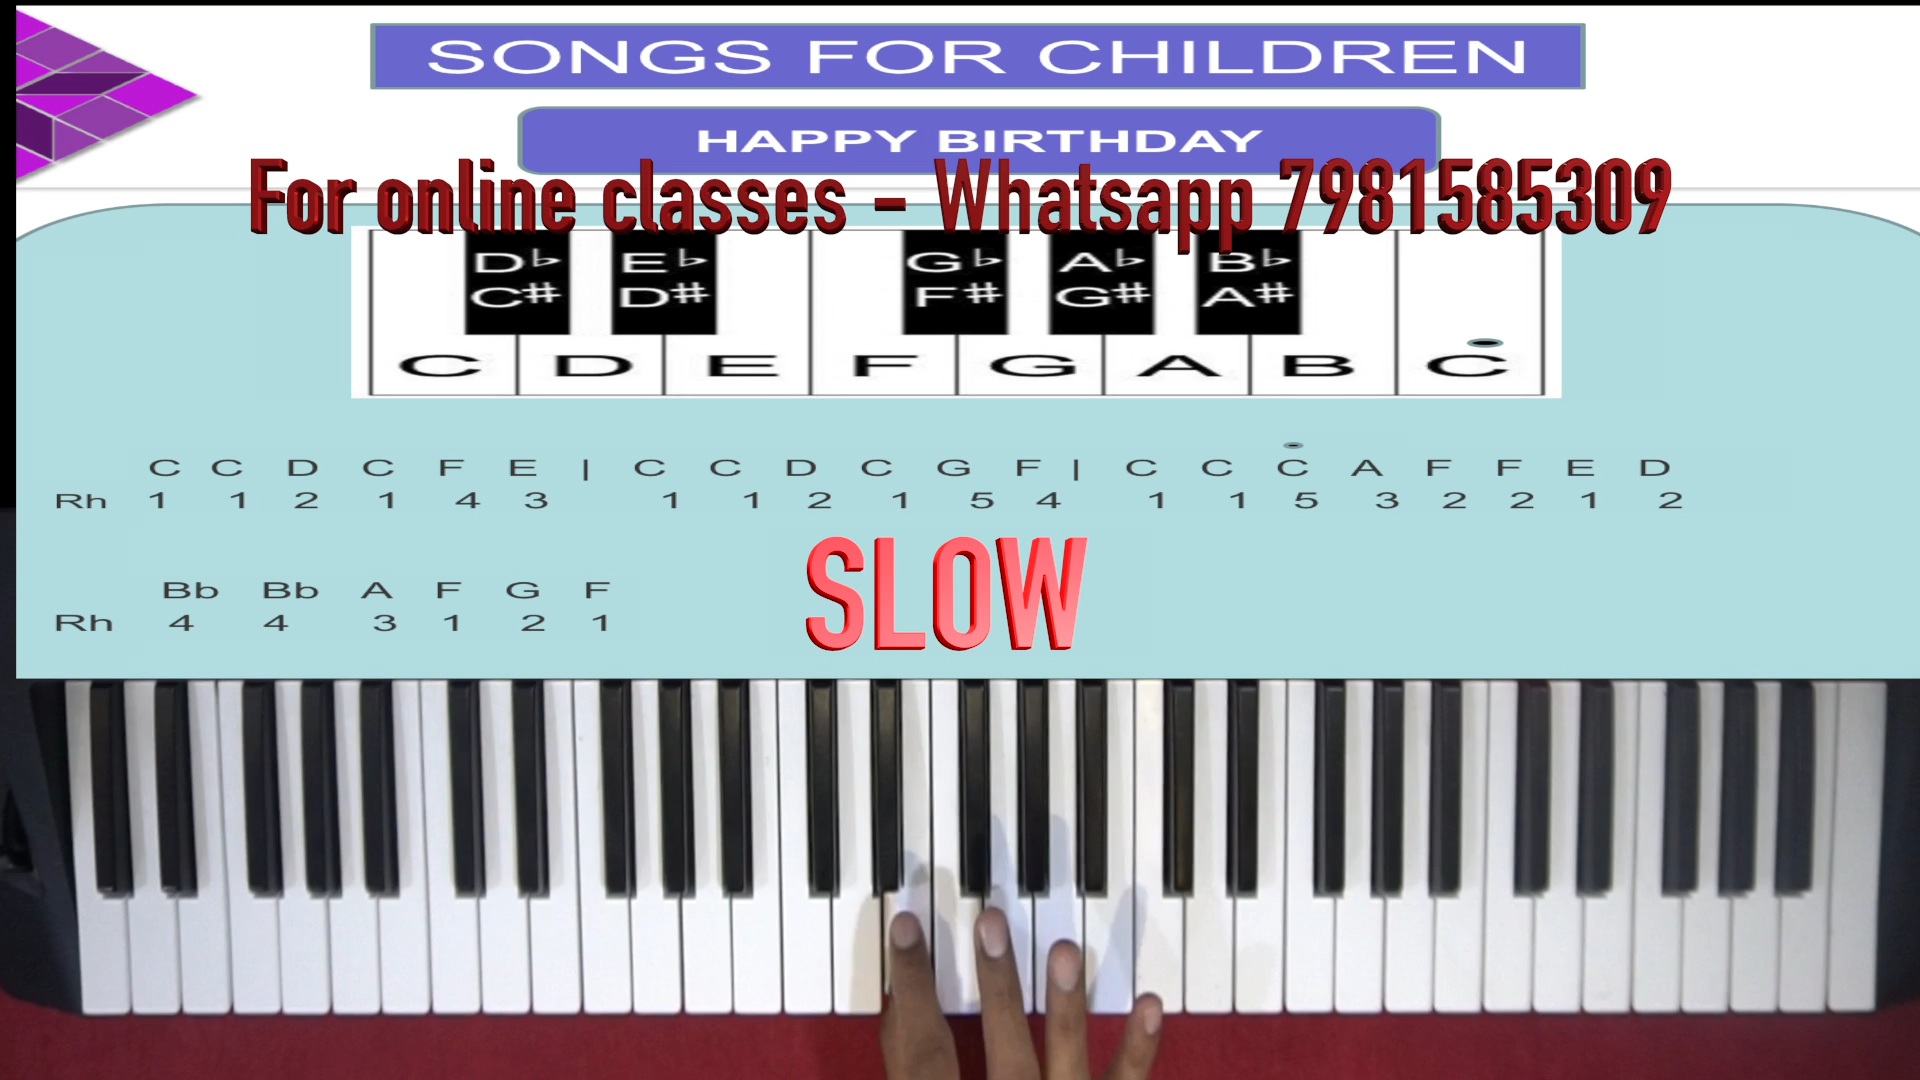 SONGS FOR CHILDREN
HAPPY BIRTHDAY
For online classes - Whatsapp 7981585309
D♭ E♭ G♭ A♭ B♭
C# D# F# G# A#
C D E F G A B C
C C D C F E | C C D C G F | C C C A F F E D
Rh 1 1 2 1 4 3 1 1 2 1 5 4 1 1 5 3 2 2 1 2
SLOW
Bb Bb A F G F
Rh 4 4 3 1 2 1